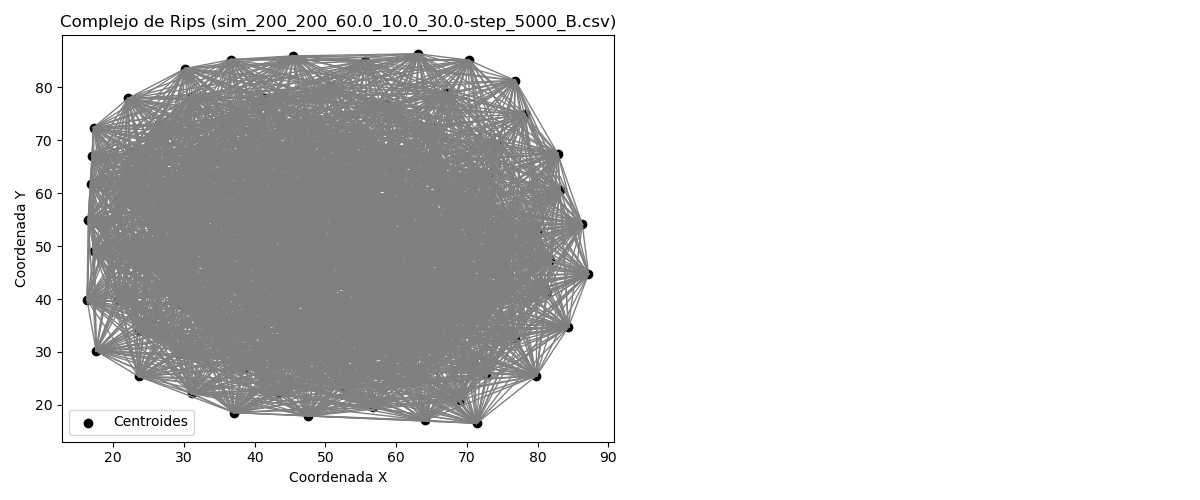 Complejo de Rips (sim_200_200_60.0_10.0_30.0-step_5000_B.csv)
80
70
60
50
40
30
20
Coordenada Y
Centroides
20 30 40 50 60 70 80 90
Coordenada X